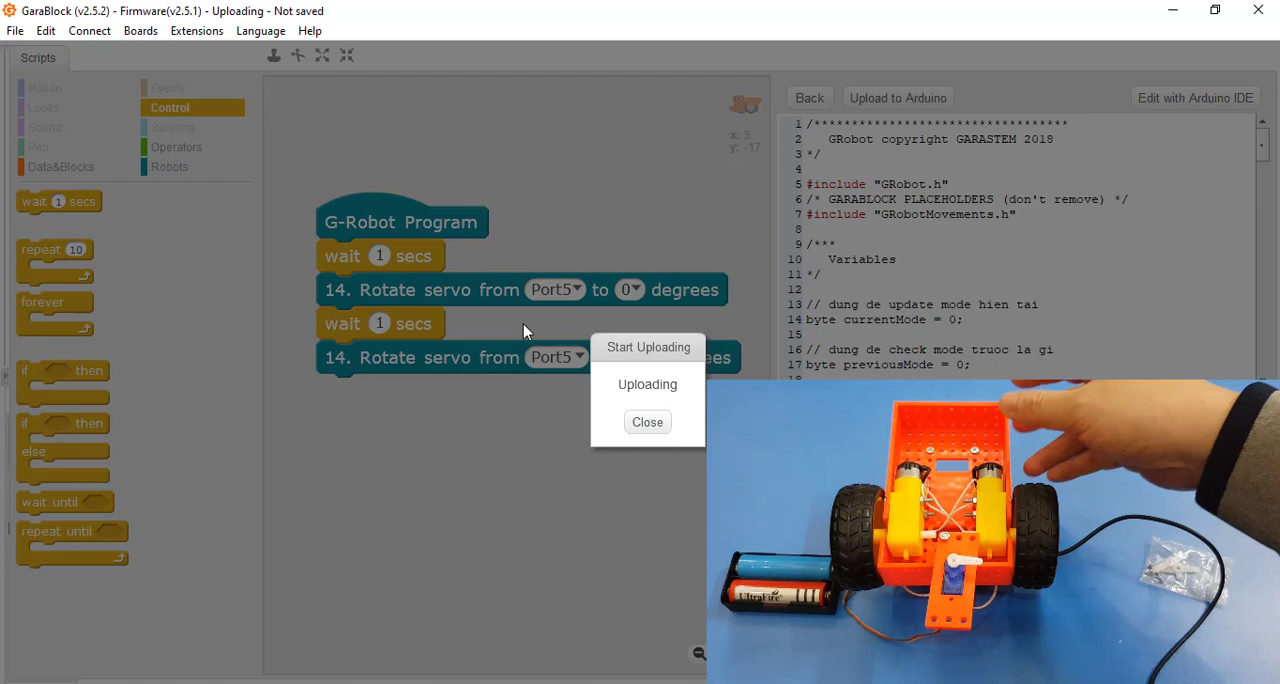 GaraBlock (v2.5.2) - Firmware(v2.5.1) - Uploading - Not saved
File Edit Connect Boards Extensions Language Help
Scripts
Motion
Looks
Sound
Pen
Data&Blocks
Events
Control
Sensing
Operators
Robots
wait 1 secs
repeat 10
forever
if then
if then
else
wait until
repeat until
x: 5
y: -17
G-Robot Program
wait 1 secs
14. Rotate servo from Port5 to 0 degrees
wait 1 secs
14. Rotate servo from Port5 ees
Start Uploading
Uploading
Close
Back Upload to Arduino Edit with Arduino IDE
1 /*********************************
2 GRobot copyright GARASTEM 2018
3 */
4
5 #include "GRobot.h"
6 /* GARABLOCK PLACEHOLDERS (don't remove) */
7 #include "GRobotMovements.h"
8
9 /***
10 Variables
11 */
12
13 // dung de update mode hien tai
14 byte currentMode = 0;
15
16 // dung de check mode truoc la gi
17 byte previousMode = 0;
UltraFire